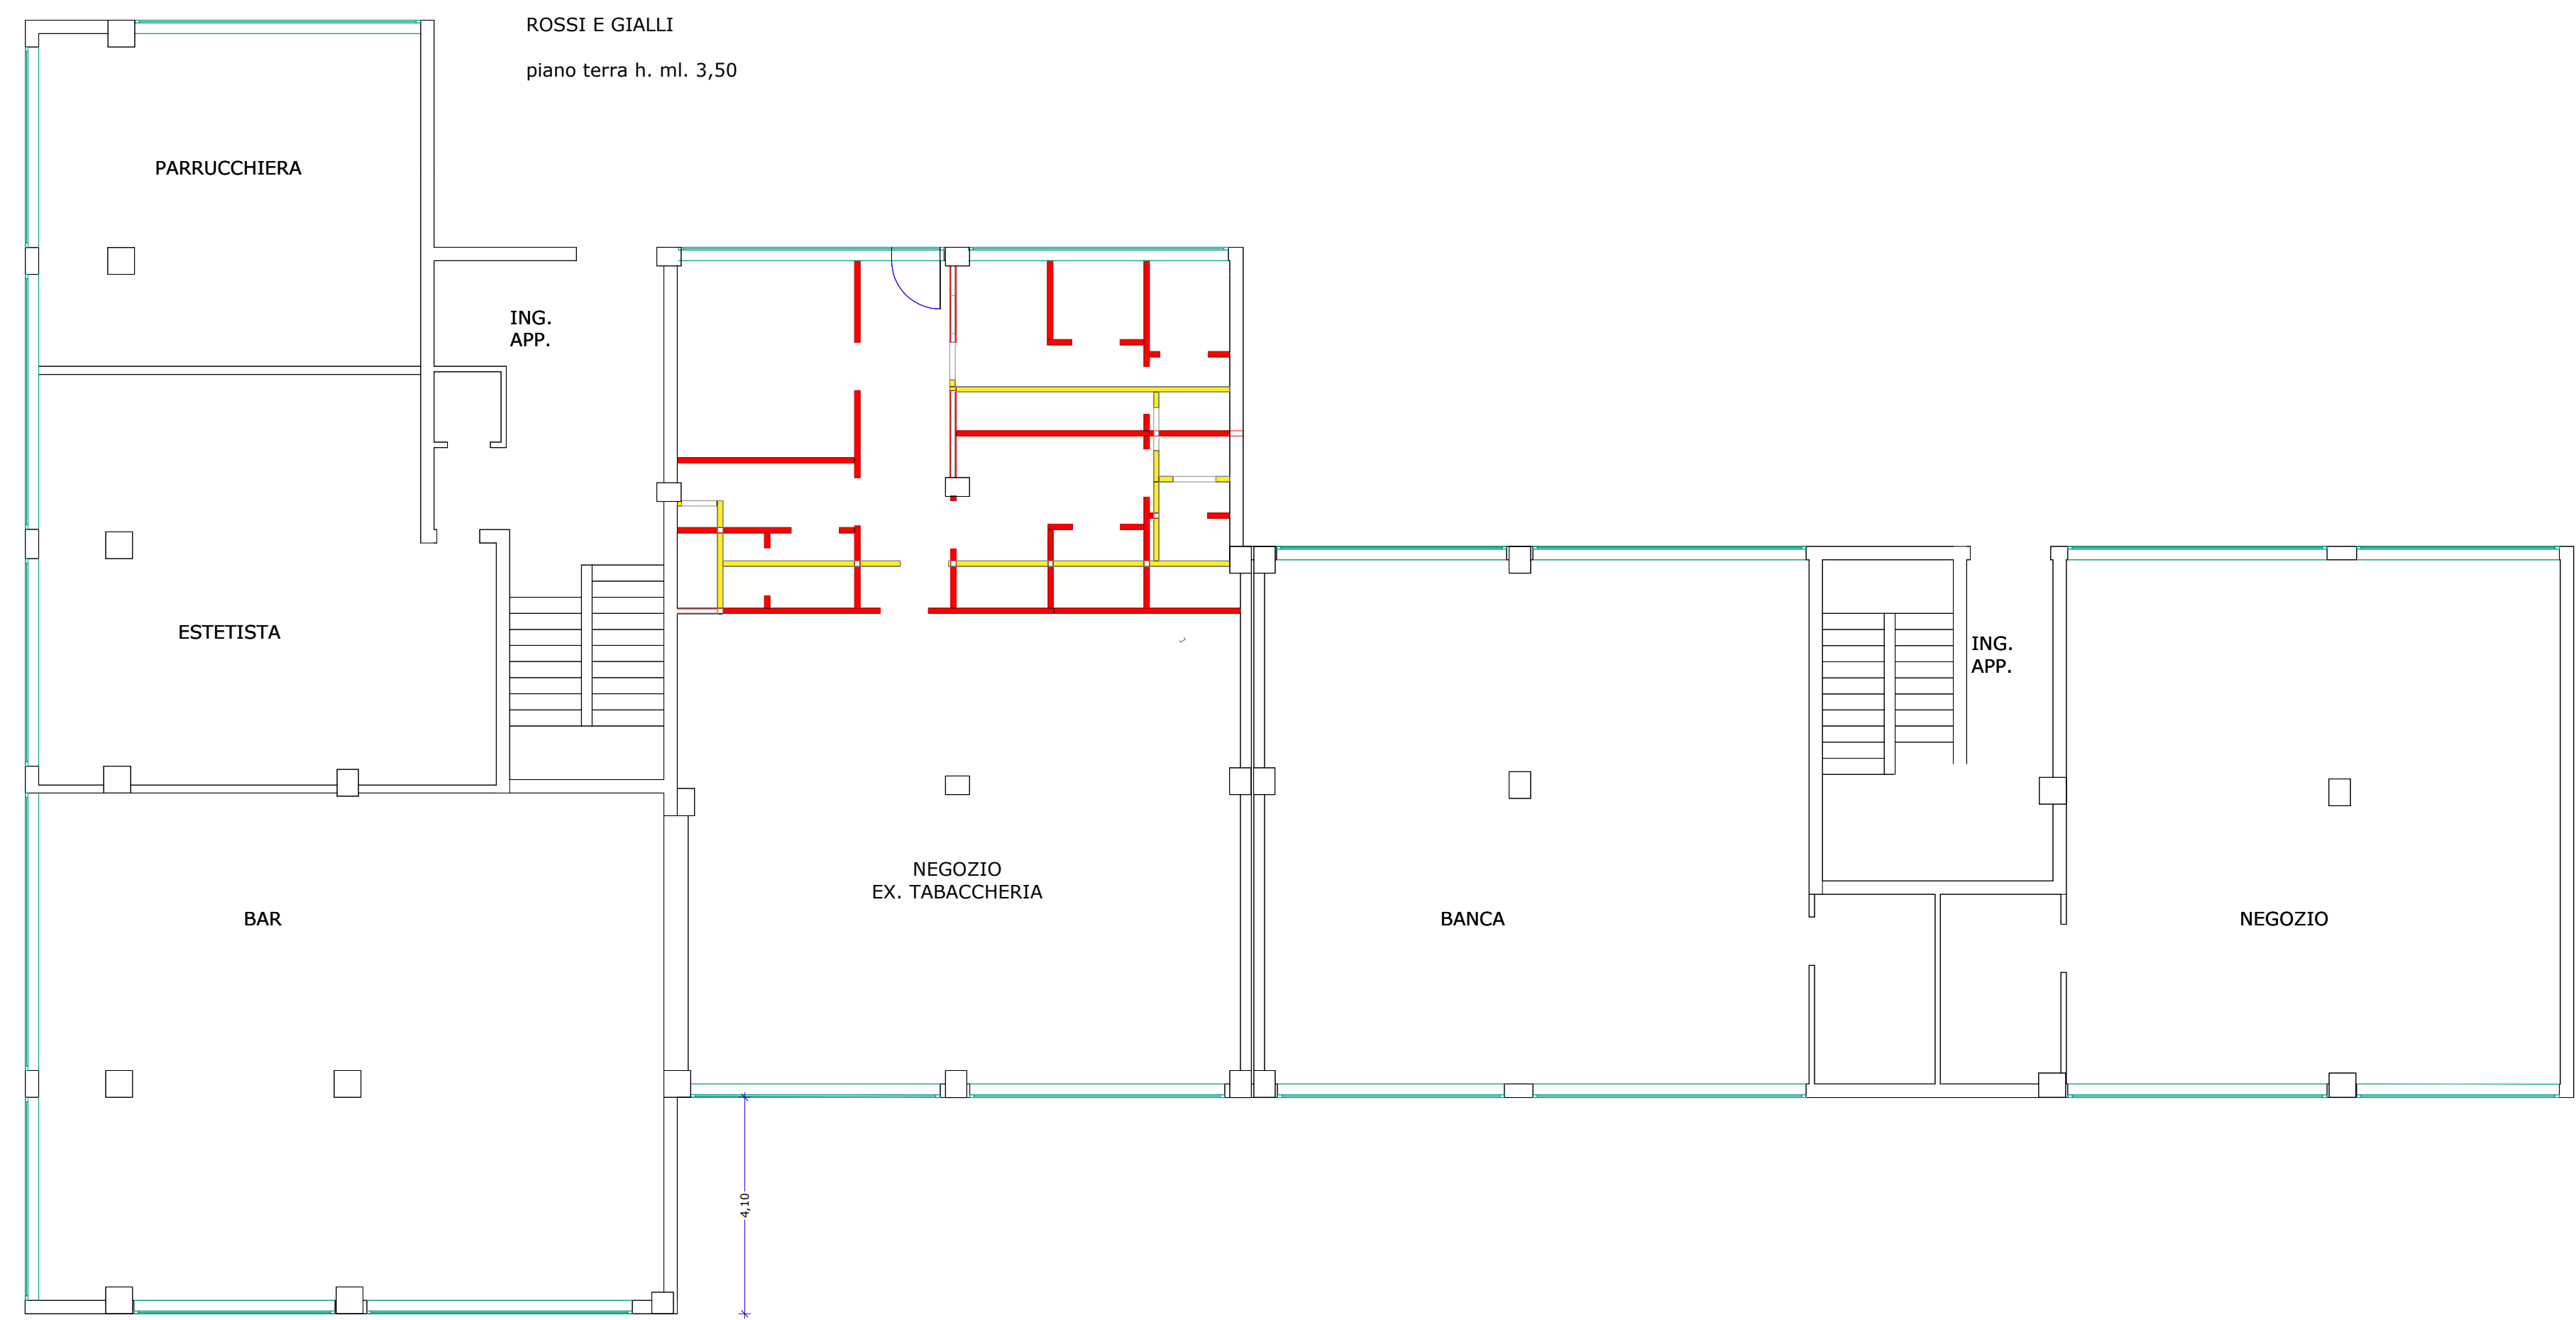 ROSSI E GIALLI
piano terra h. ml. 3,50
PARRUCCHIERA
ING.
APP.
ESTETISTA
ING.
APP.
NEGOZIO
EX. TABACCHERIA
BAR
BANCA
NEGOZIO
4,10